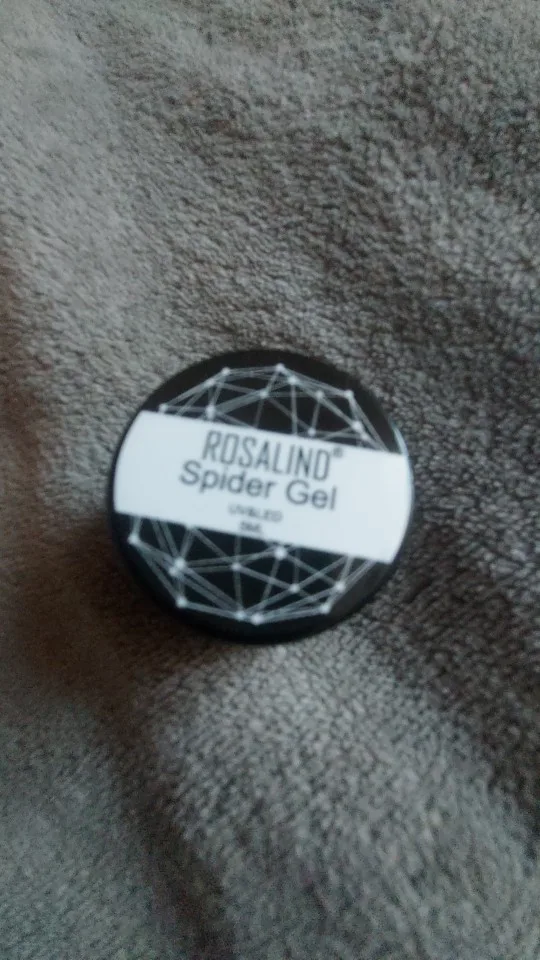 ROSALIND®
Spider Gel
UV&LED
5ML